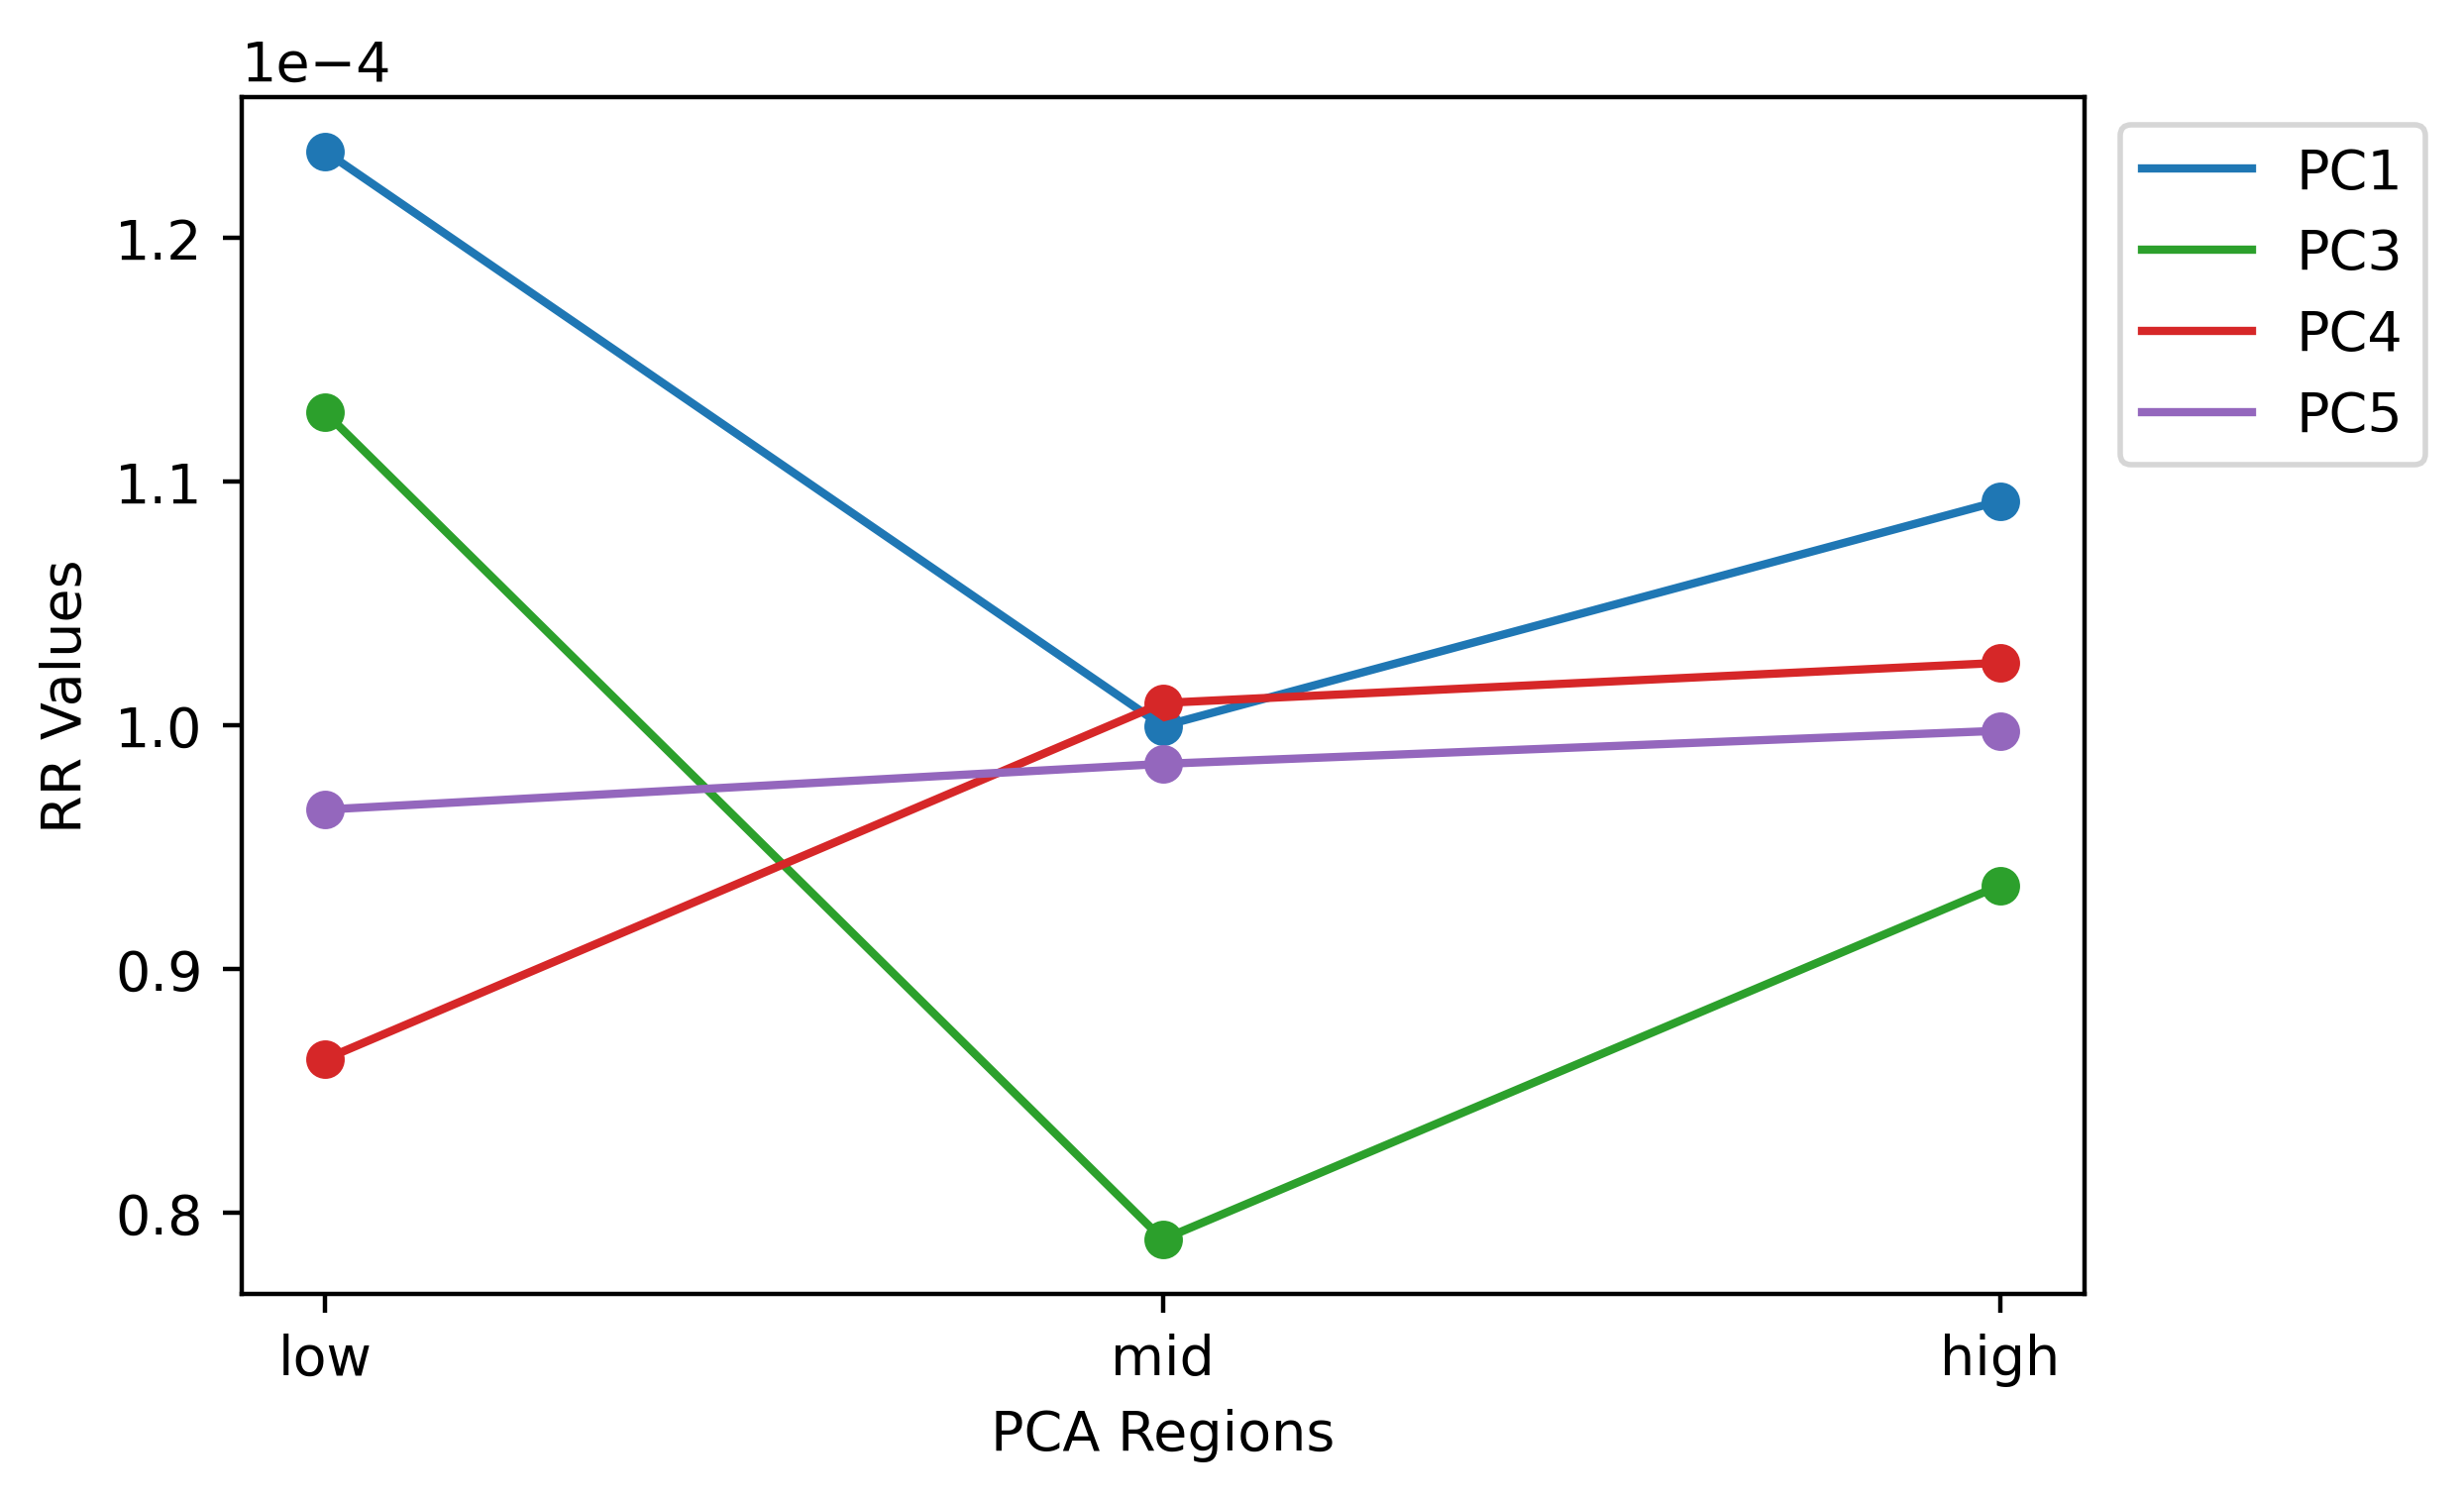 1e−4
1.2
1.1
1.0
0.9
0.8
RR Values
low
mid
high
PCA Regions
PC1
PC3
PC4
PC5